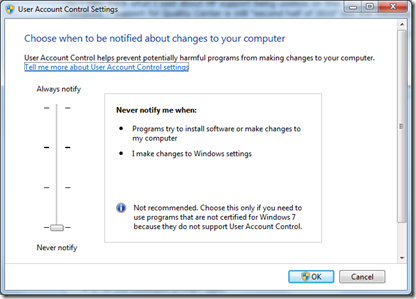 User Account Control Settings
Choose when to be notified about changes to your computer
User Account Control helps prevent potentially harmful programs from making changes to your computer.
Tell me more about User Account Control settings
Always notify
Never notify me when:
Programs try to install software or make changes to
my computer
I make changes to Windows settings
Not recommended. Choose this only if you need to
use programs that are not certified for Windows 7
because they do not support User Account Control.
Never notify
OK
Cancel